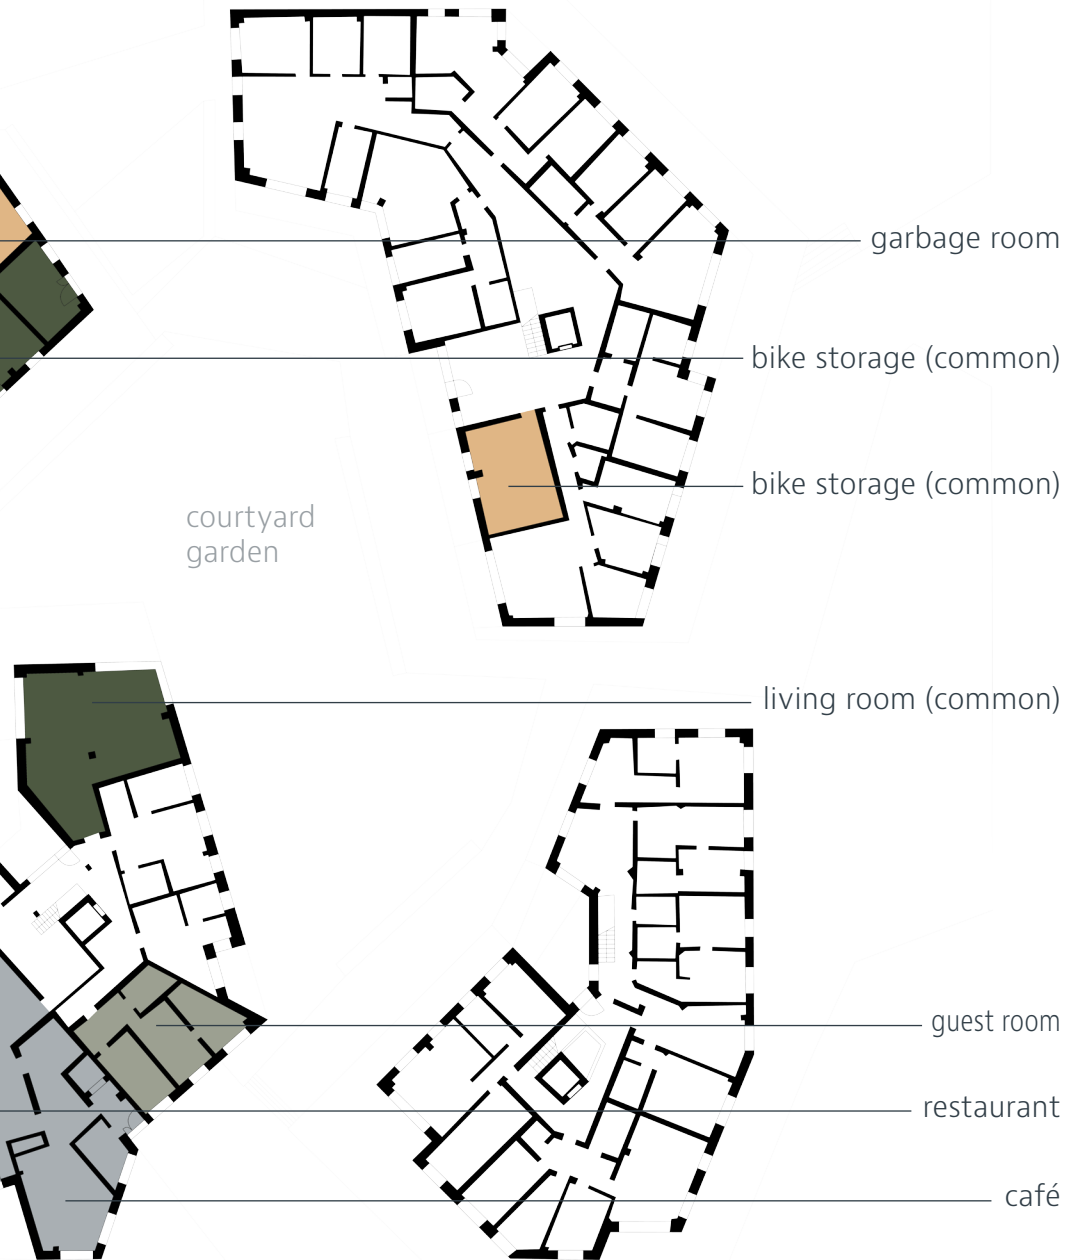 garbage room
bike storage (common)
bike storage (common)
courtyard
garden
living room (common)
guest room
restaurant
café